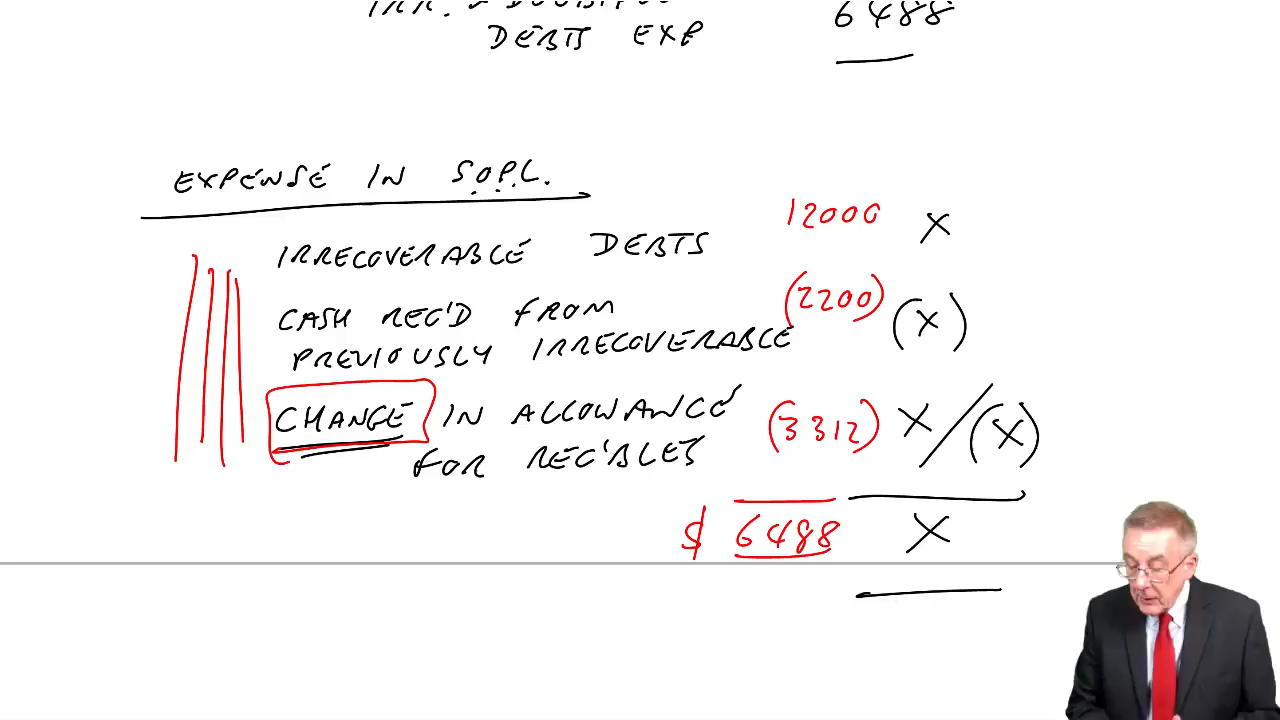 6488
DEBTS EXP
EXPENSE IN S.O.P.L.
IRRECOVERABLE DEBTS 12000 X
CASH REC'D FROM (2200) (X)
PREVIOUSLY IRRECOVERABLE
CHANGE IN ALLOWANCE (3312) X/(X)
FOR REC'BLES
$ 6488 X